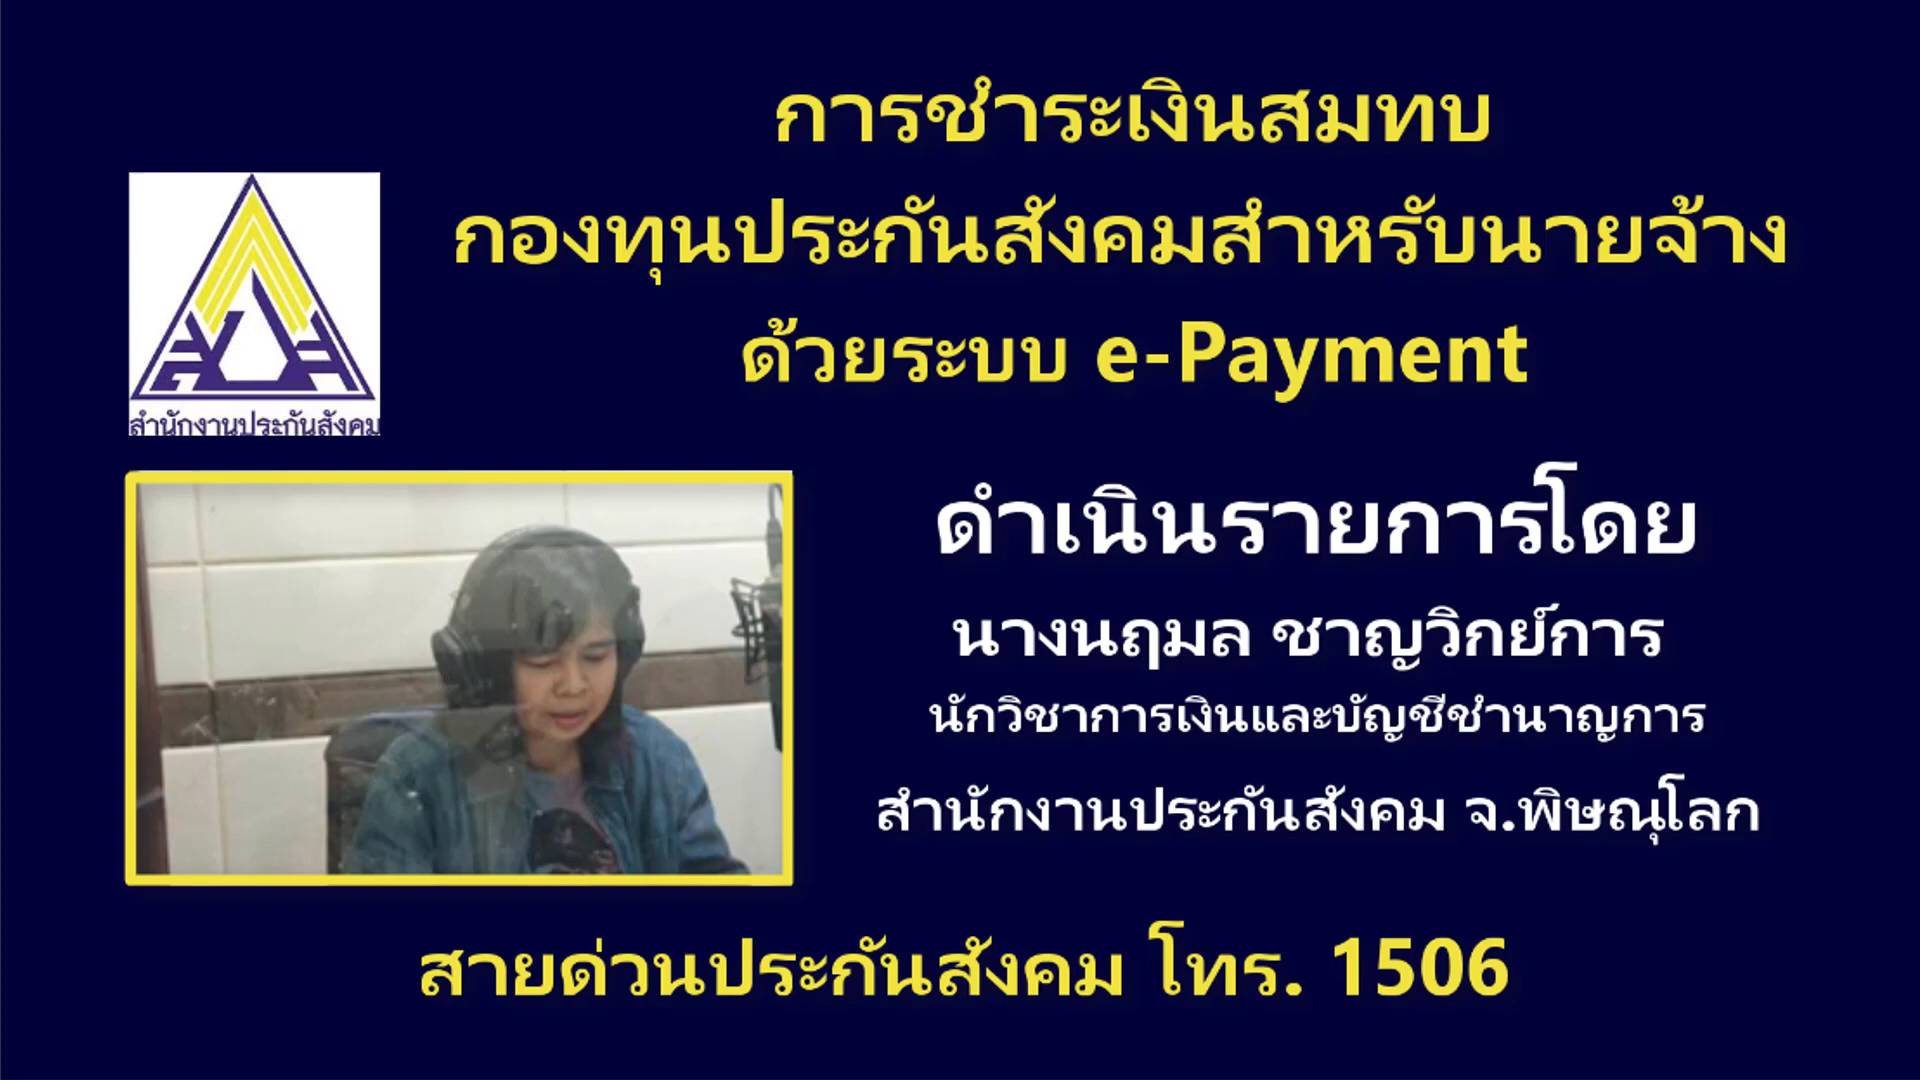 การชำระเงินสมทบ
กองทุนประกันสังคมสำหรับนายจ้าง
ด้วยระบบ e-Payment
สปส
สำนักงานประกันสังคม
ดำเนินรายการโดย
นางนฤมล ชาญวิกย์การ
นักวิชาการเงินและบัญชีชำนาญการ
สำนักงานประกันสังคม จ.พิษณุโลก
สายด่วนประกันสังคม โทร. 1506